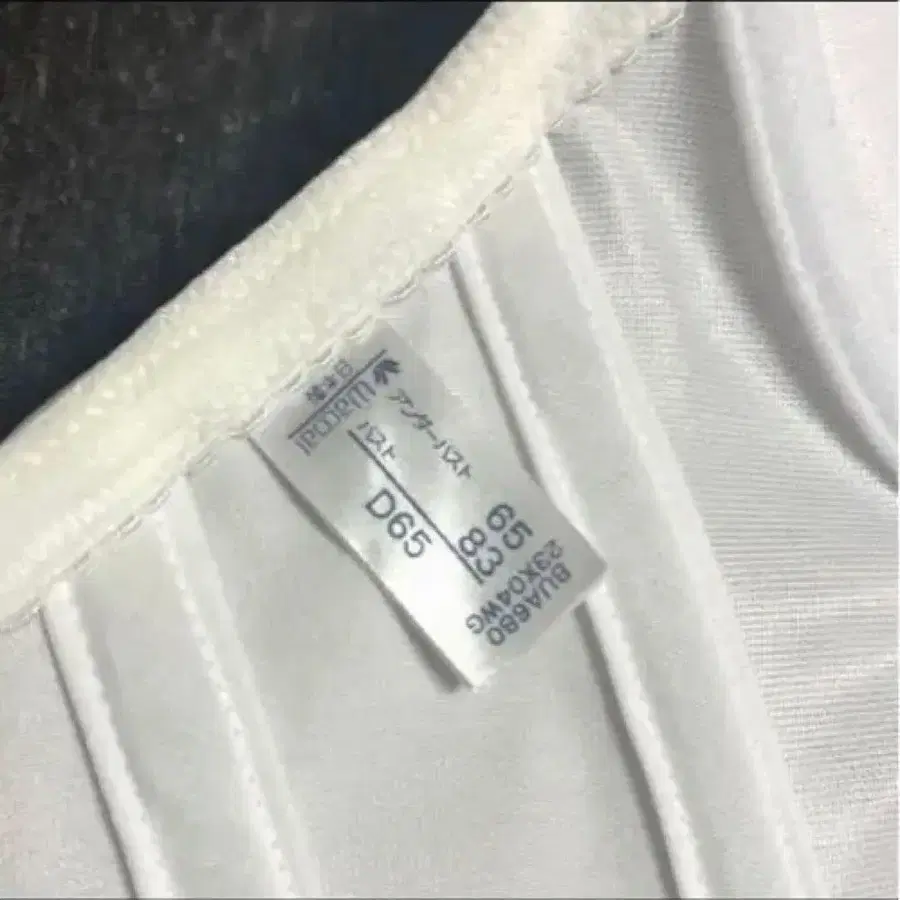 Wacoal
日本製
アンダーバスト 65
バスト 83
D65
BUA680
23X04WG